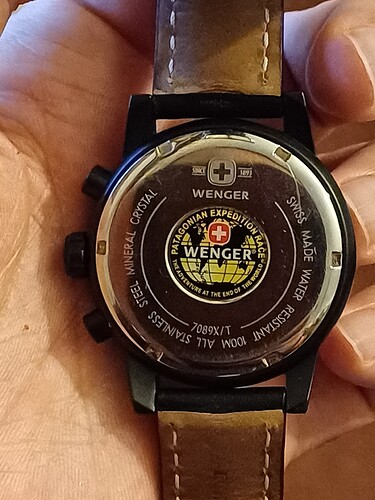 SINCE 1893
WENGER
SWISS MADE WATER RESISTANT 100M ALL STAINLESS STEEL MINERAL CRYSTAL
PATAGONIAN EXPEDITION RACE
WENGER
THE ADVENTURE AT THE END OF THE WORLD
7089X/T